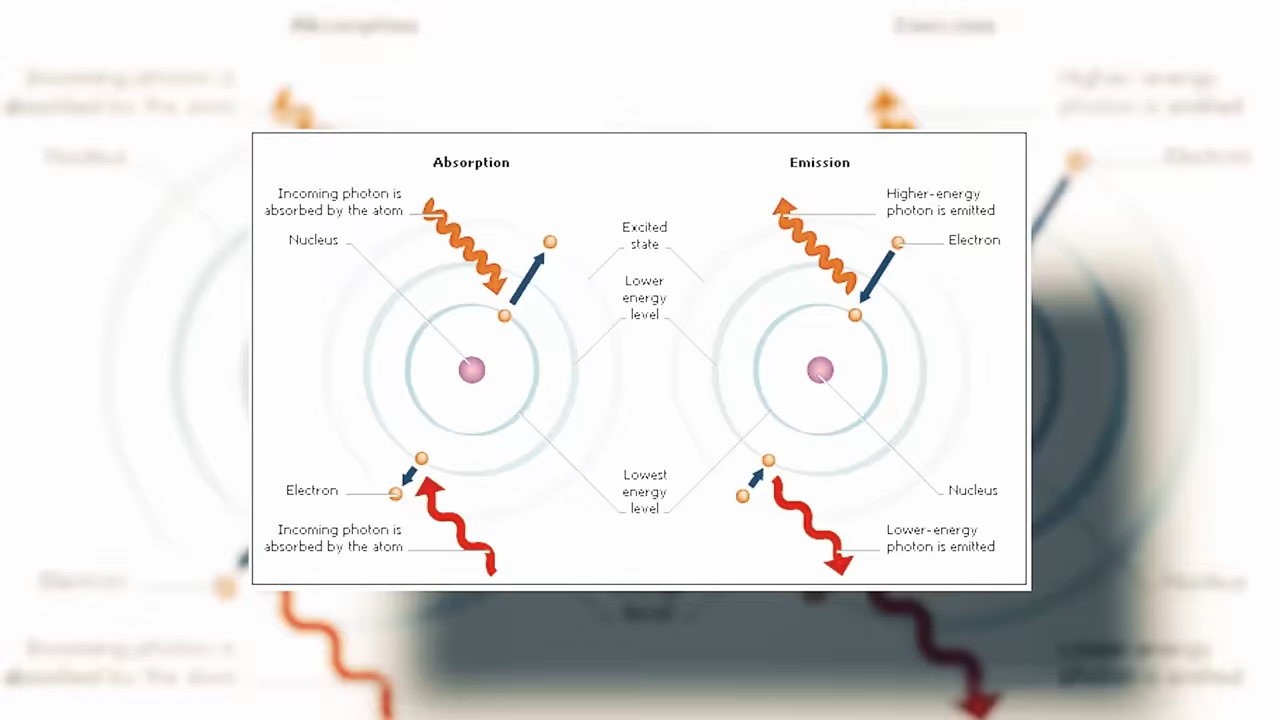 Absorption
Incoming photon is
absorbed by the atom
Nucleus
Electron
Incoming photon is
absorbed by the atom
Excited
state
Lower
energy
level
Lowest
energy
level
Emission
Higher-energy
photon is emitted
Electron
Nucleus
Lower-energy
photon is emitted